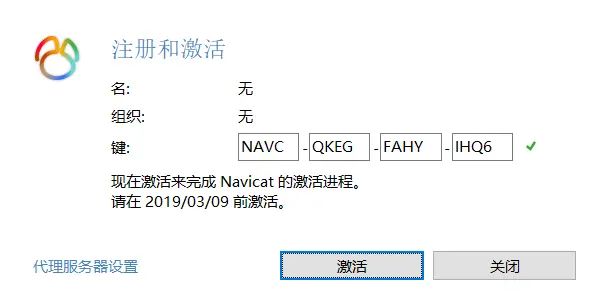 注册和激活
名: 无
组织: 无
键: NAVC - QKEG - FAHY - IHQ6
现在激活来完成 Navicat 的激活进程。
请在 2019/03/09 前激活。
代理服务器设置 激活 关闭